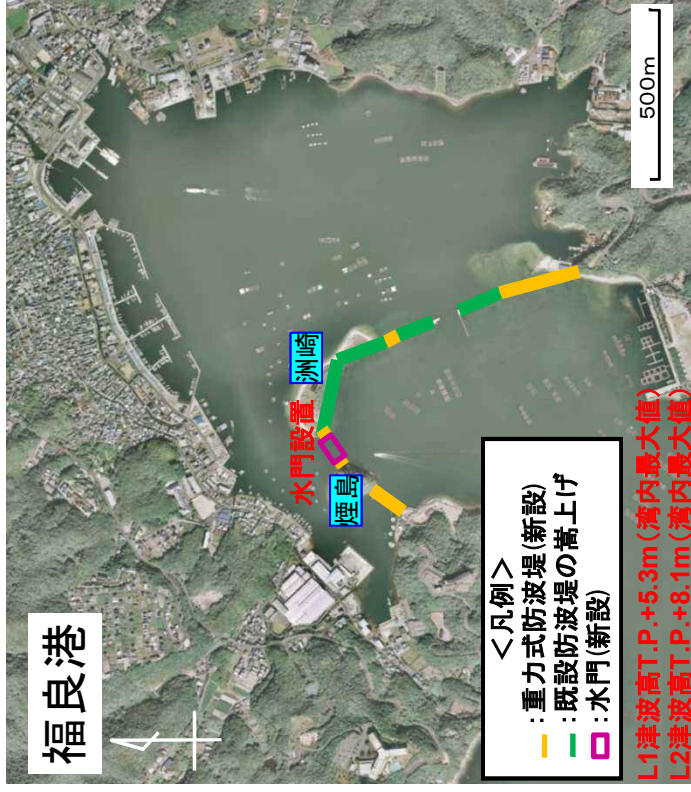 福良港
水門設置
洲崎
煙島
＜凡例＞
：重力式防波堤(新設)
：既設防波堤の嵩上げ
：水門(新設)
500m
L1津波高T.P.+5.3m(湾内最大値)
L2津波高T.P.+8.1m(湾内最大値)